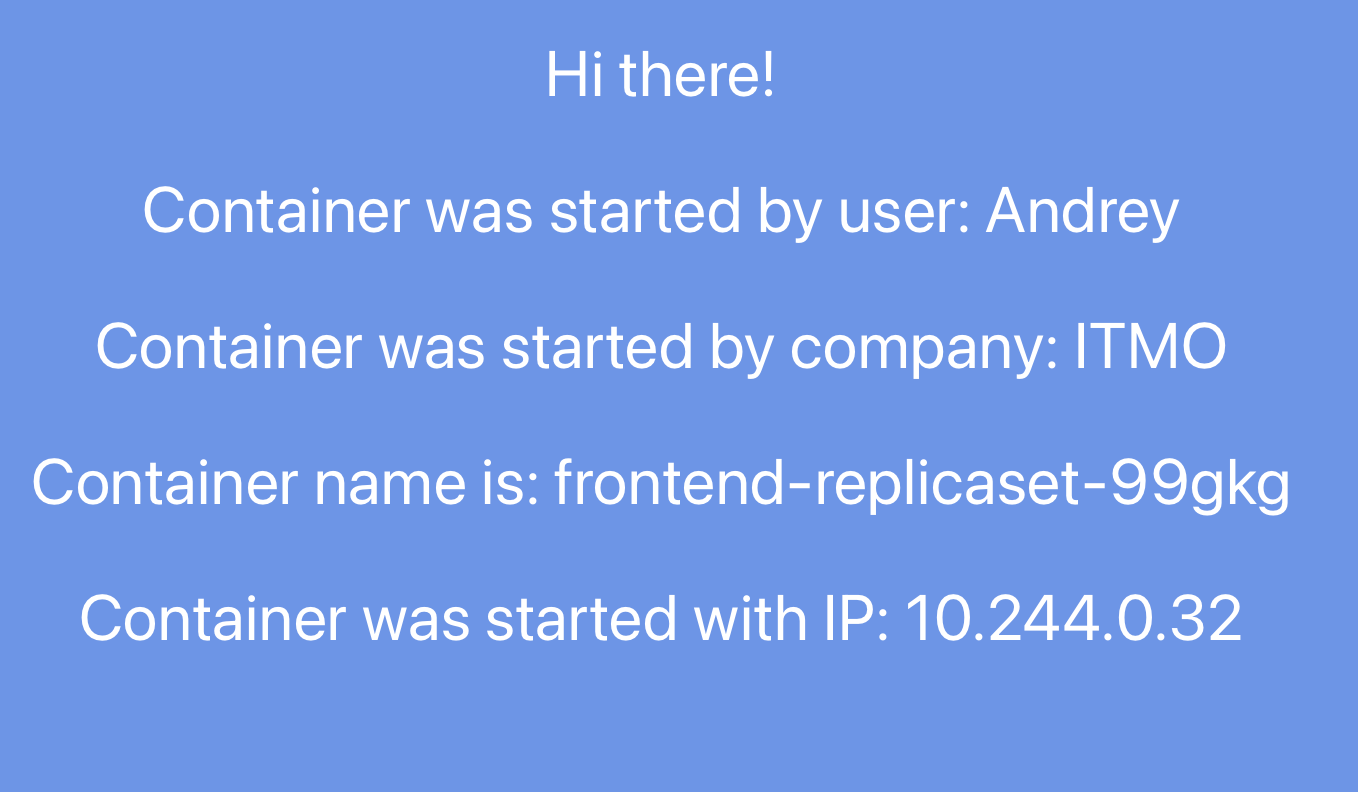 Hi there!
Container was started by user: Andrey
Container was started by company: ITMO
Container name is: frontend-replicaset-99gkg
Container was started with IP: 10.244.0.32